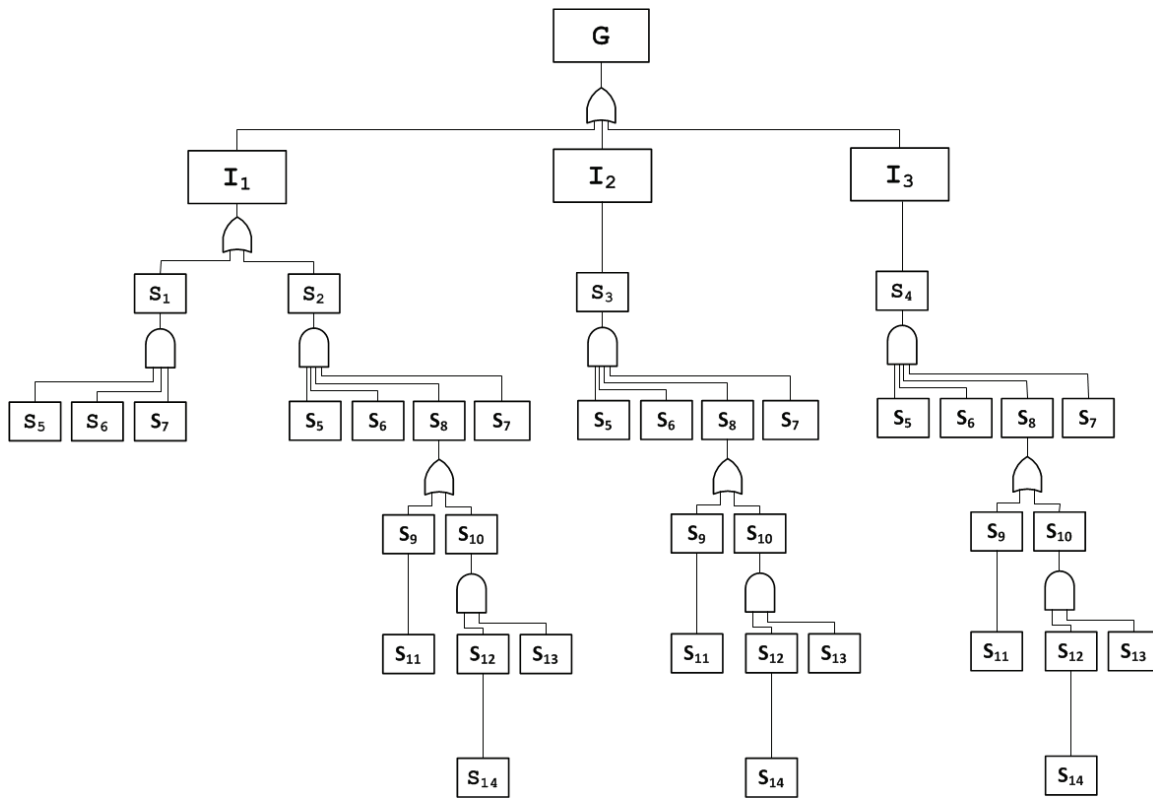 G
I₁ I₂ I₃
S₁ S₂ S₃ S₄
S₅ S₆ S₇ S₅ S₆ S₈ S₇ S₅ S₆ S₈ S₇ S₅ S₆ S₈ S₇
S₉ S₁₀ S₉ S₁₀ S₉ S₁₀
S₁₁ S₁₂ S₁₃ S₁₁ S₁₂ S₁₃ S₁₁ S₁₂ S₁₃
S₁₄ S₁₄ S₁₄